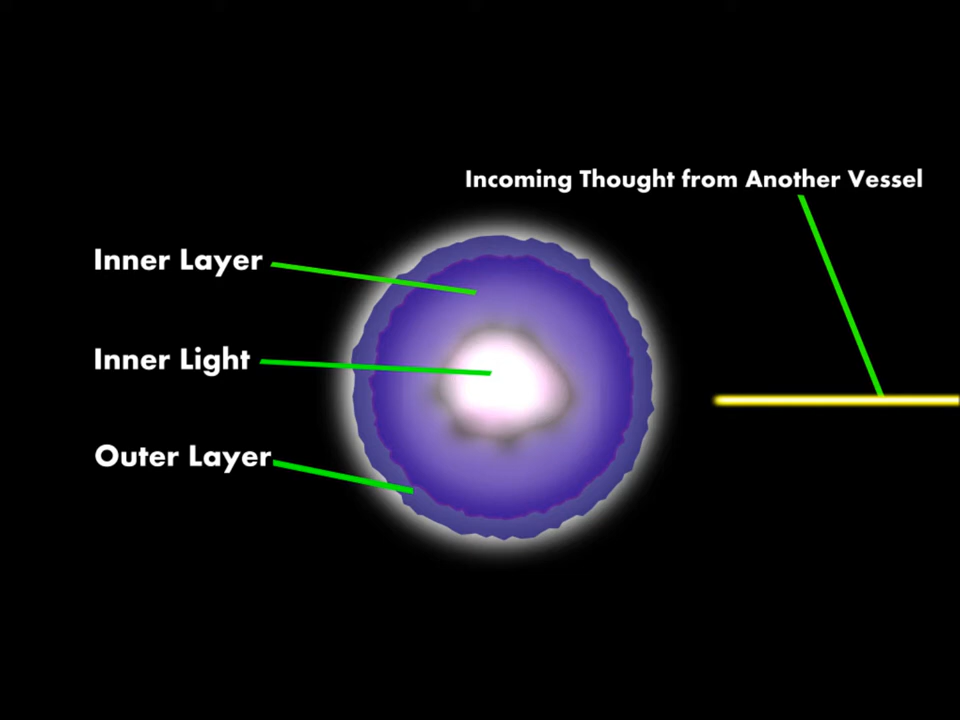 Incoming Thought from Another Vessel
Inner Layer
Inner Light
Outer Layer